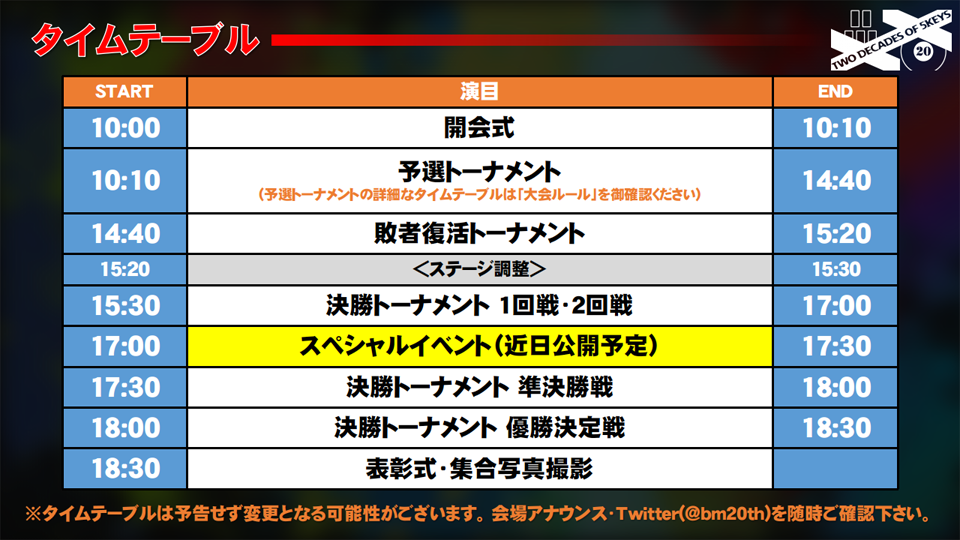 タイムテーブル
TWO DECADES OF 5KEYS
20
START 演目 END
10:00 開会式 10:10
10:10 予選トーナメント 14:40
(予選トーナメントの詳細なタイムテーブルは「大会ルール」を御確認ください)
14:40 敗者復活トーナメント 15:20
15:20 <ステージ調整> 15:30
15:30 決勝トーナメント 1回戦・2回戦 17:00
17:00 スペシャルイベント(近日公開予定) 17:30
17:30 決勝トーナメント 準決勝戦 18:00
18:00 決勝トーナメント 優勝決定戦 18:30
18:30 表彰式・集合写真撮影
※タイムテーブルは予告せず変更となる可能性がございます。会場アナウンス・Twitter(@bm20th)を随時ご確認下さい。